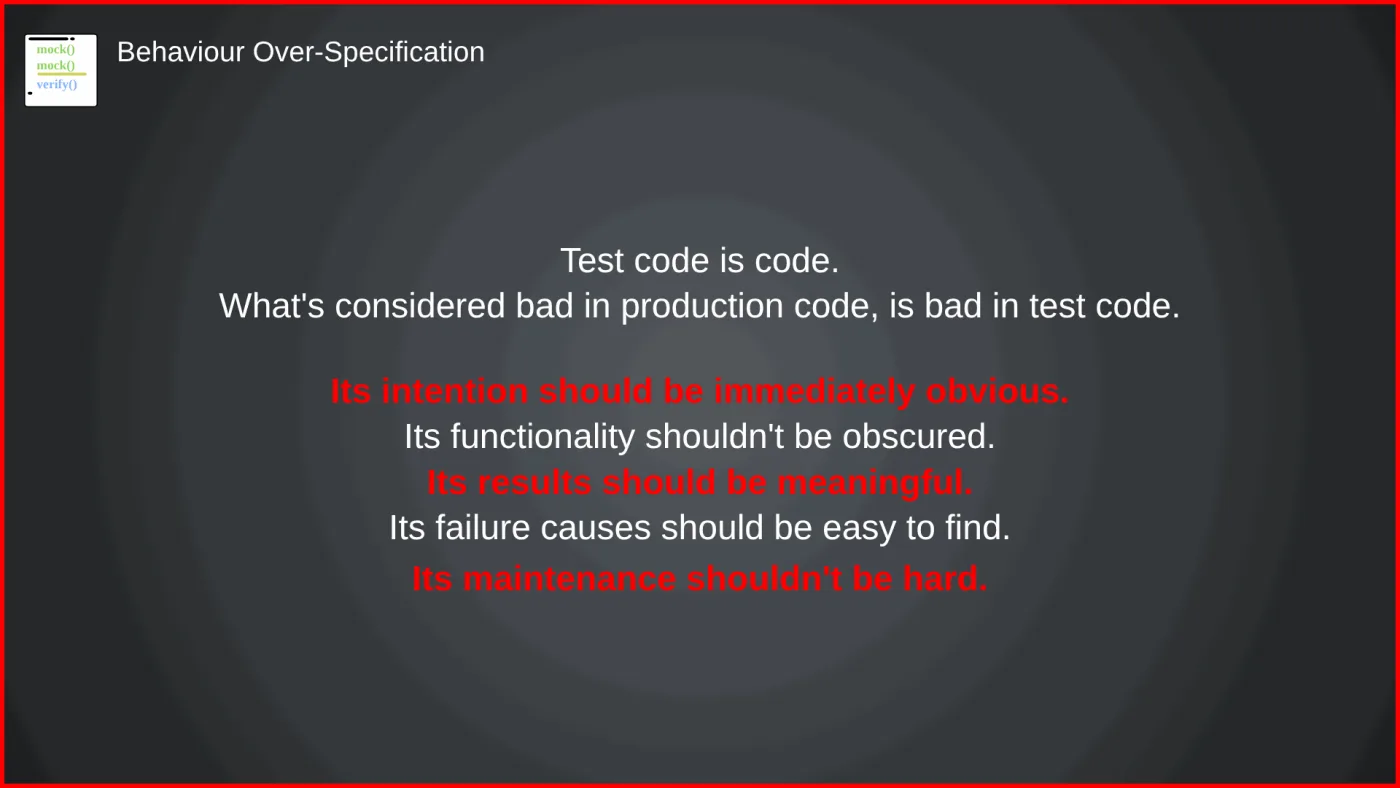 mock()
mock()
verify()
Behaviour Over-Specification
Test code is code.
What's considered bad in production code, is bad in test code.
Its intention should be immediately obvious.
Its functionality shouldn't be obscured.
Its results should be meaningful.
Its failure causes should be easy to find.
Its maintenance shouldn't be hard.